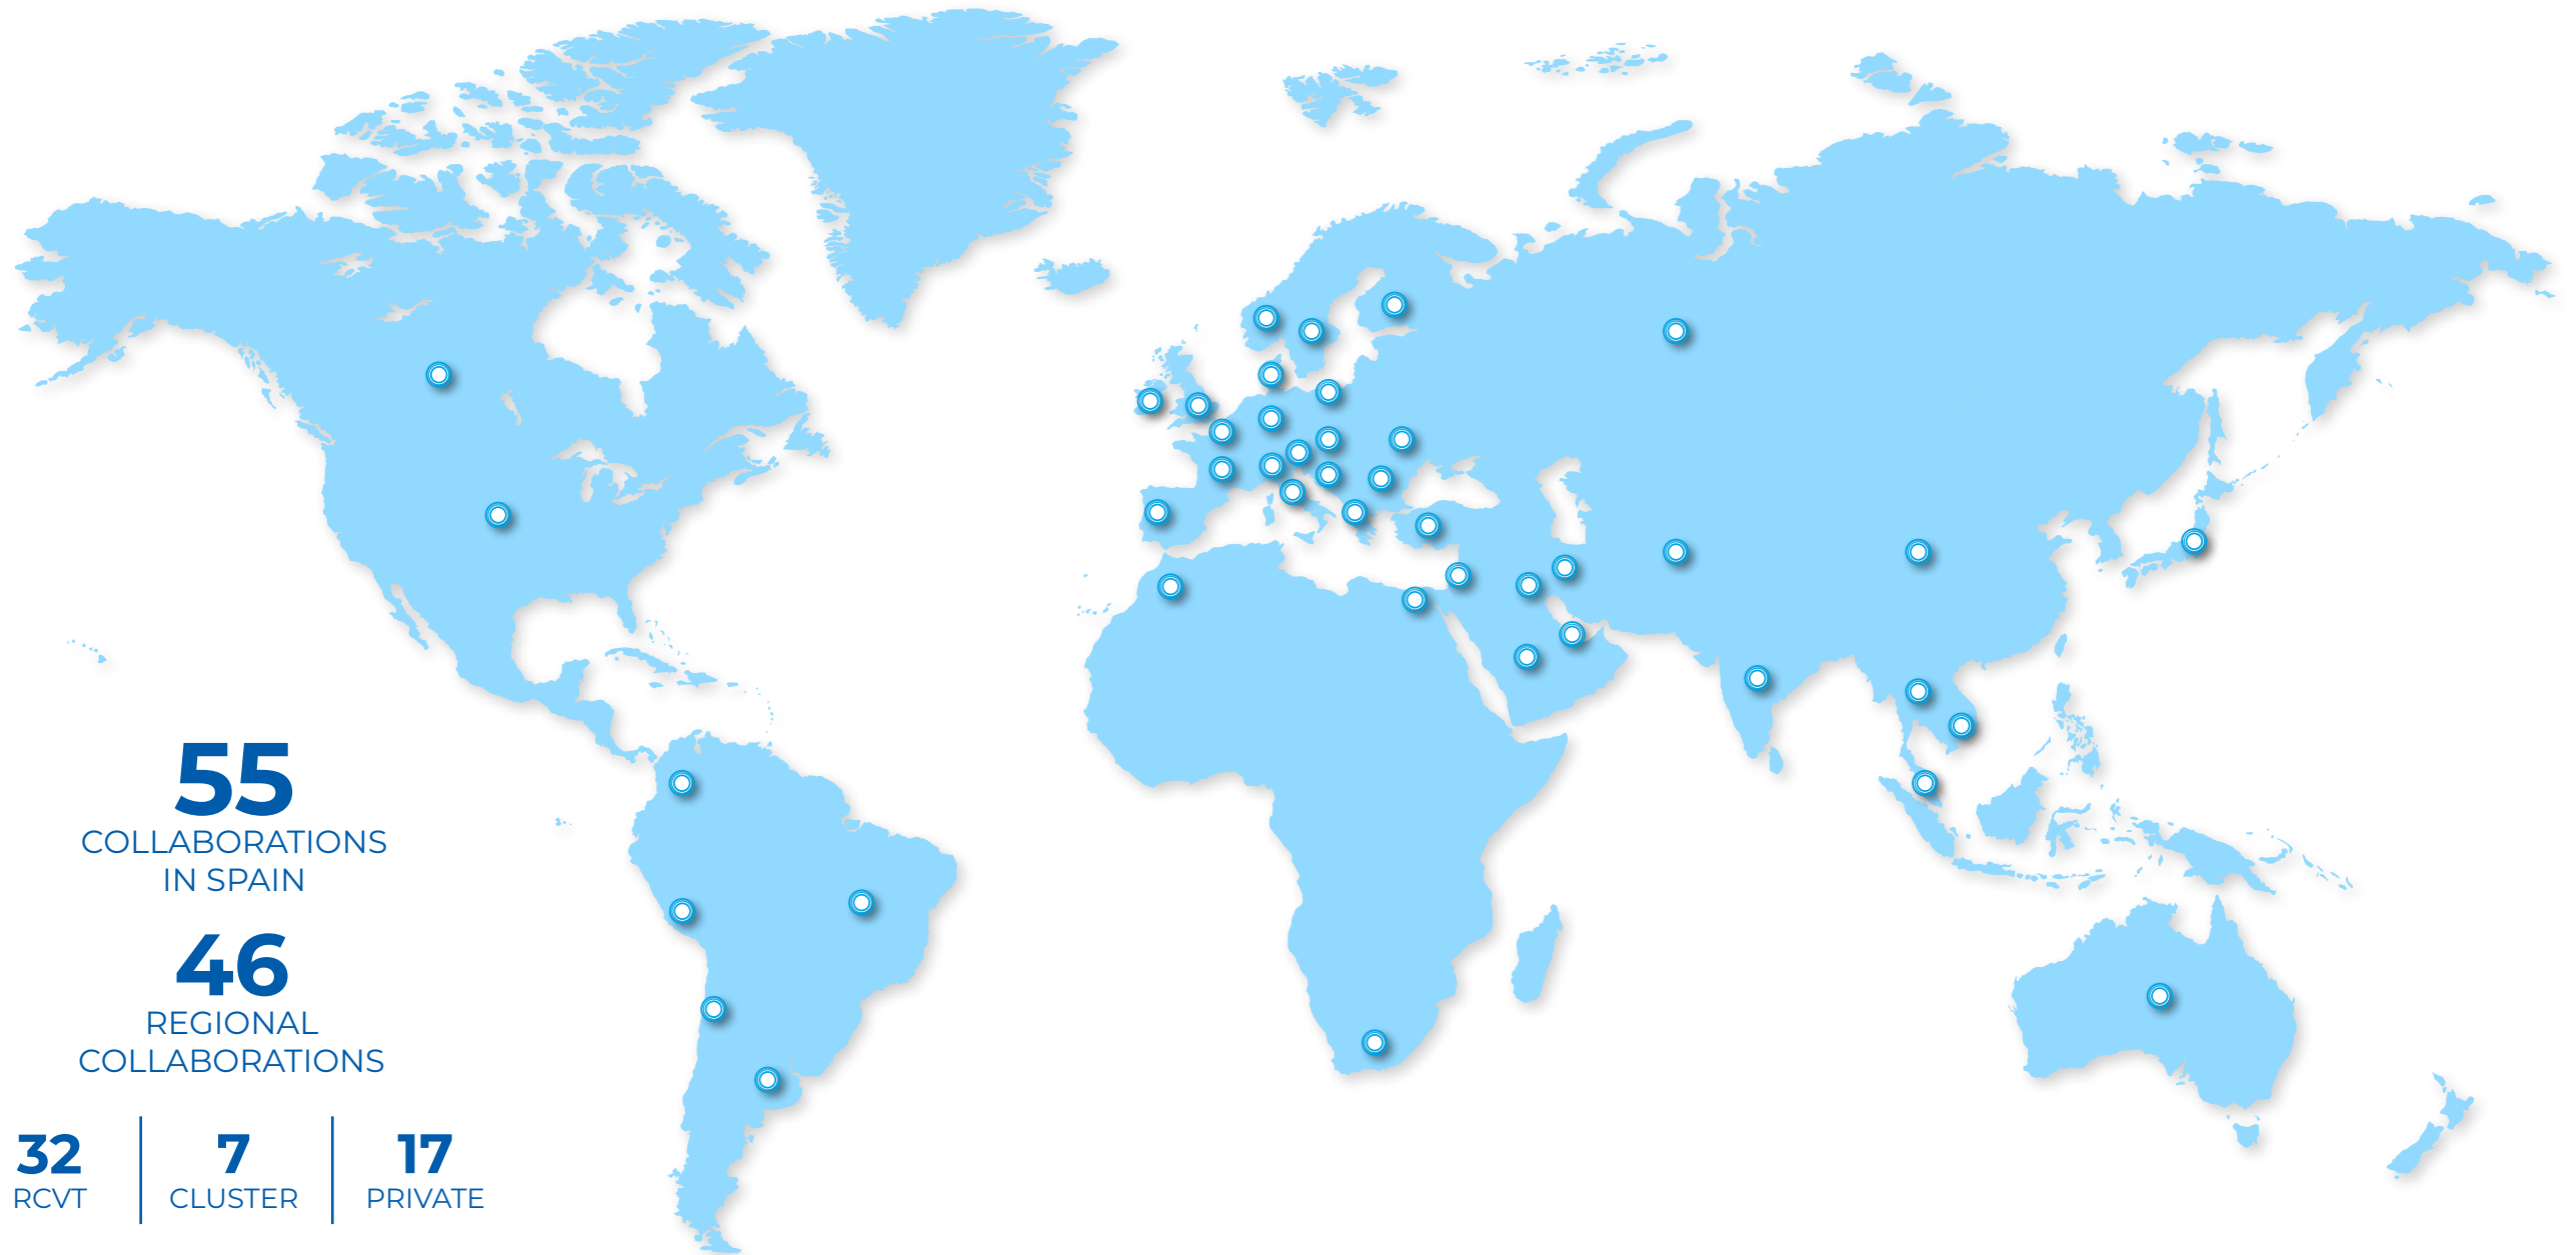 55
COLLABORATIONS
IN SPAIN
46
REGIONAL
COLLABORATIONS
32
RCVT
7
CLUSTER
17
PRIVATE